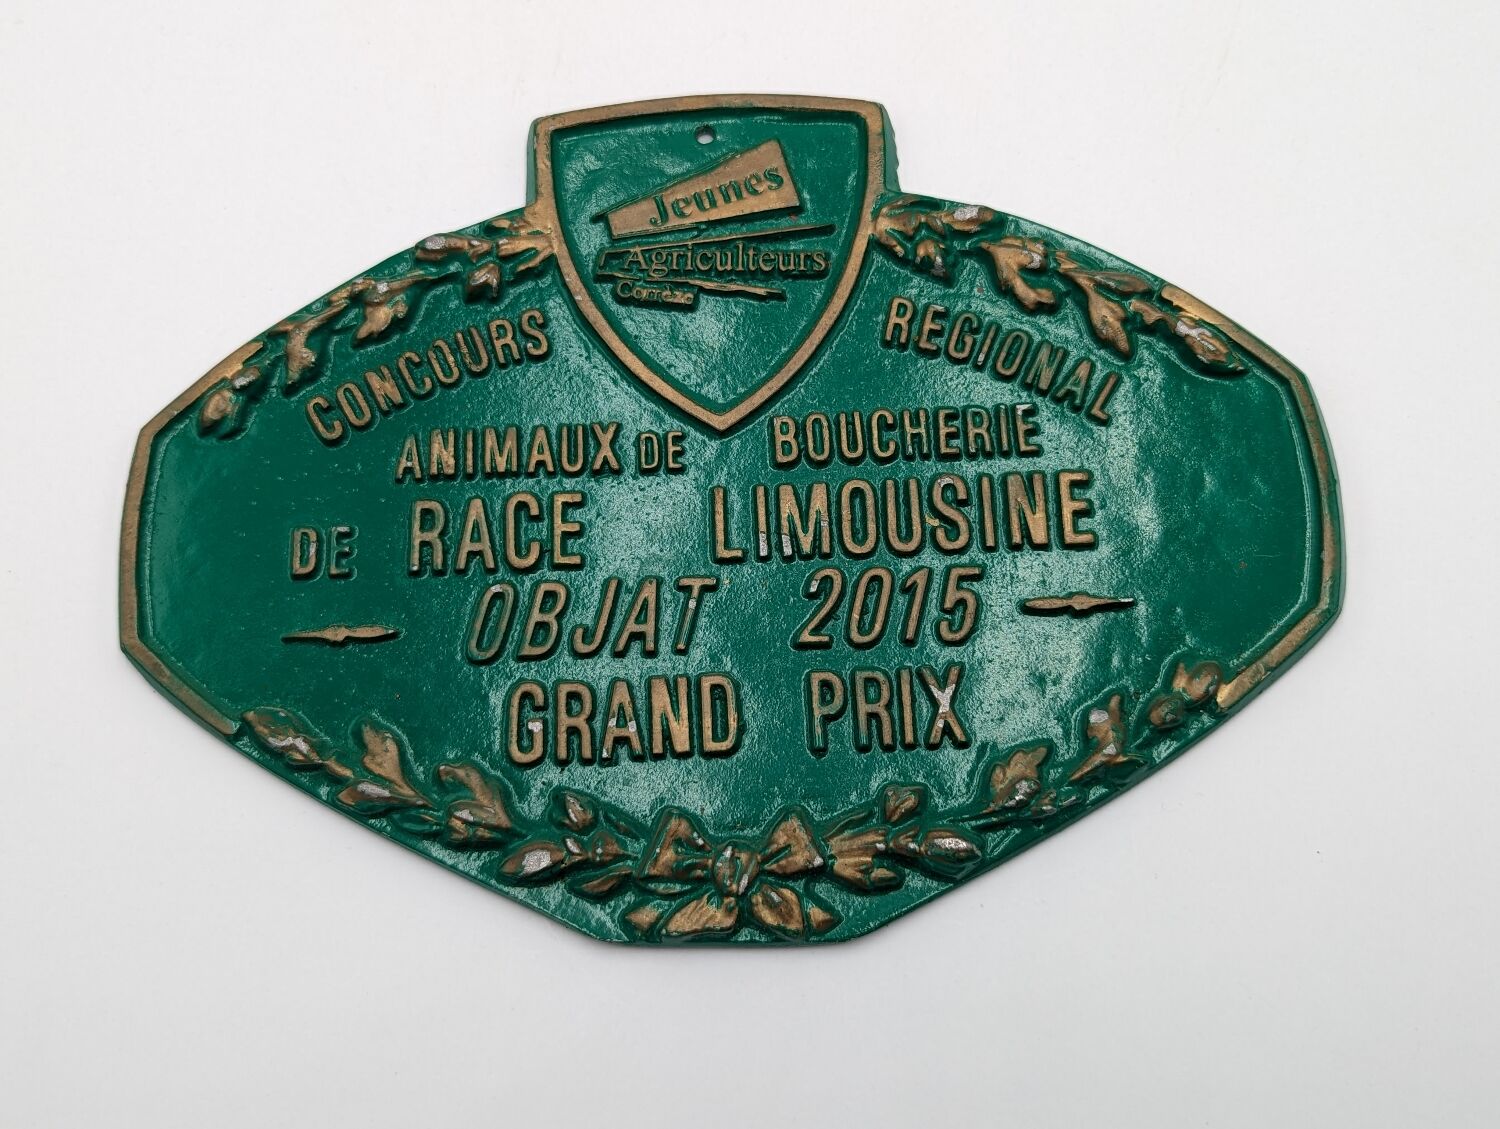 Jeunes
Agriculteurs
Corrèze
CONCOURS REGIONAL
ANIMAUX DE BOUCHERIE
DE RACE LIMOUSINE
OBJAT 2015
GRAND PRIX